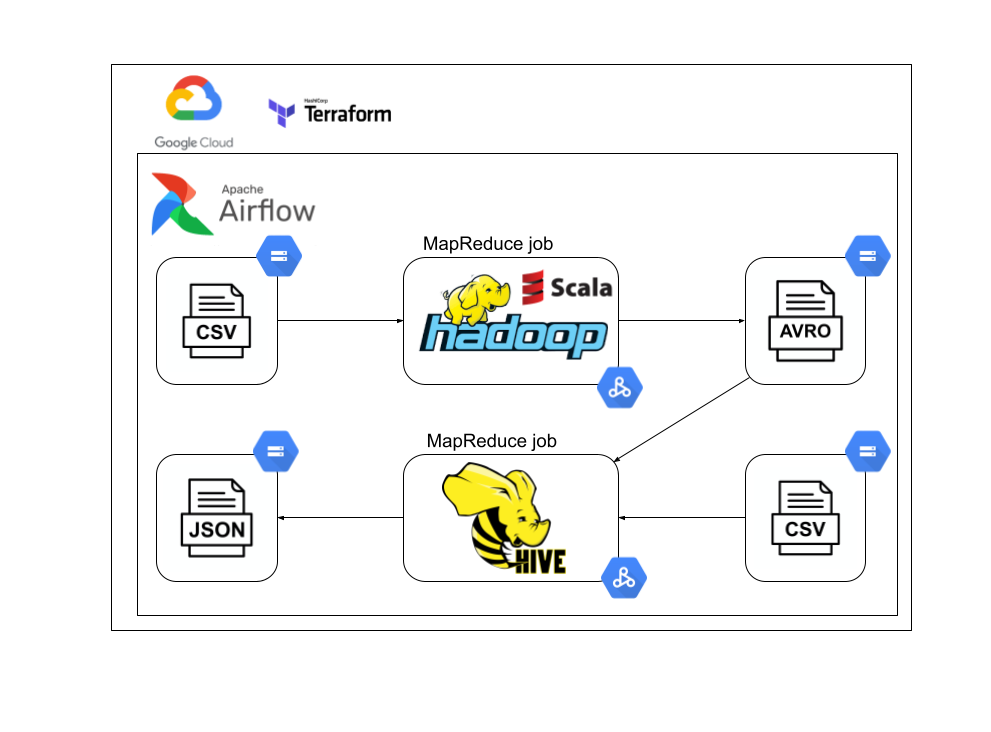 Google Cloud
HashiCorp
Terraform
Apache
Airflow
MapReduce job
CSV
Scala
hadoop
AVRO
MapReduce job
JSON
HIVE
CSV